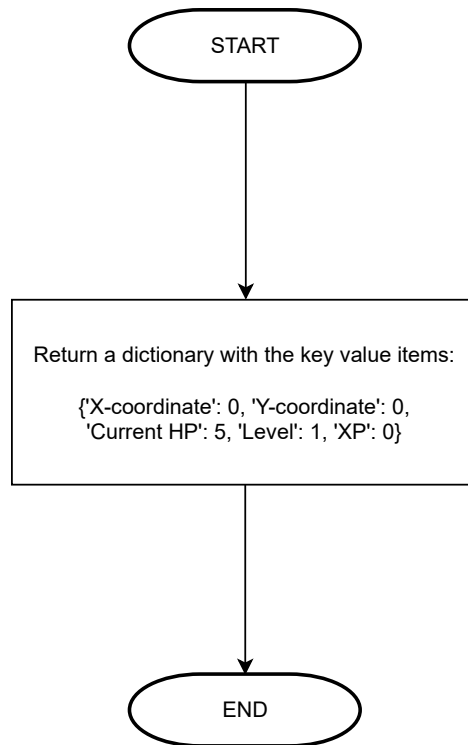 START
Return a dictionary with the key value items:
{'X-coordinate': 0, 'Y-coordinate': 0,
'Current HP': 5, 'Level': 1, 'XP': 0}
END